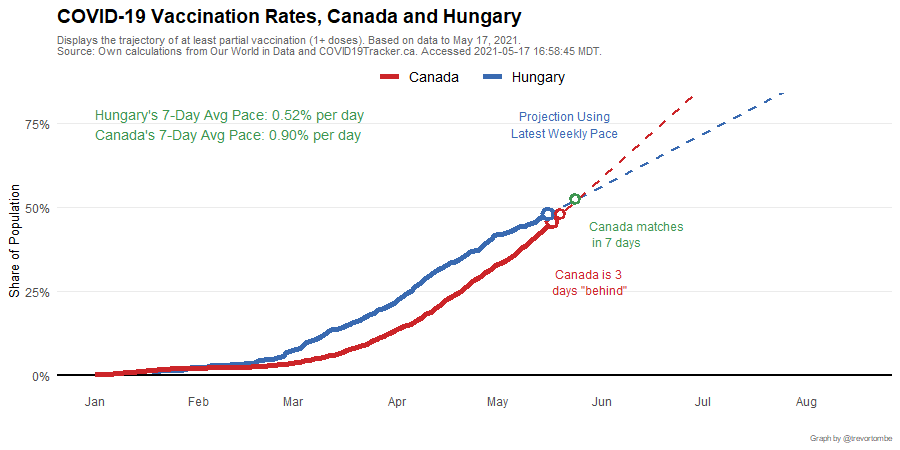 COVID-19 Vaccination Rates, Canada and Hungary
Displays the trajectory of at least partial vaccination (1+ doses). Based on data to May 17, 2021.
Source: Own calculations from Our World in Data and COVID19Tracker.ca. Accessed 2021-05-17 16:58:45 MDT.
Canada Hungary
Hungary's 7-Day Avg Pace: 0.52% per day
Canada's 7-Day Avg Pace: 0.90% per day
Projection Using
Latest Weekly Pace
Canada matches
in 7 days
Canada is 3
days "behind"
Share of Population
75%
50%
25%
0%
Jan Feb Mar Apr May Jun Jul Aug
Graph by @trevortombe